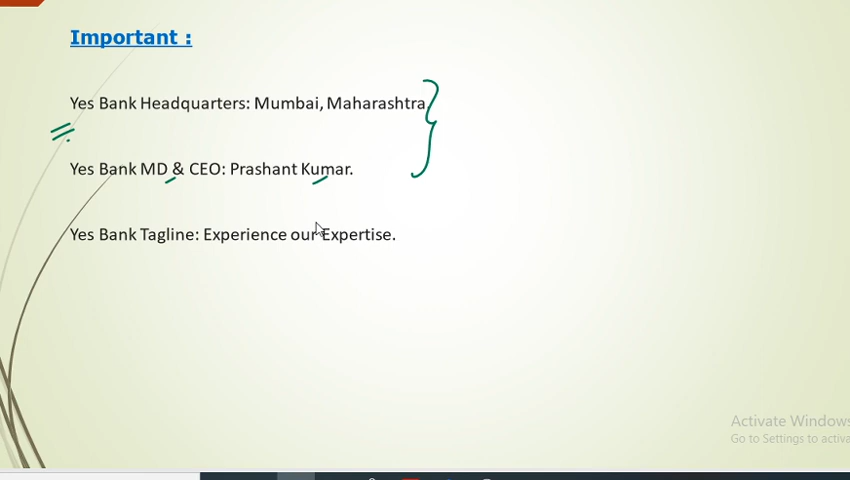 Important :
Yes Bank Headquarters: Mumbai, Maharashtra.
Yes Bank MD & CEO: Prashant Kumar.
Yes Bank Tagline: Experience our Expertise.
Activate Windows
Go to Settings to activa